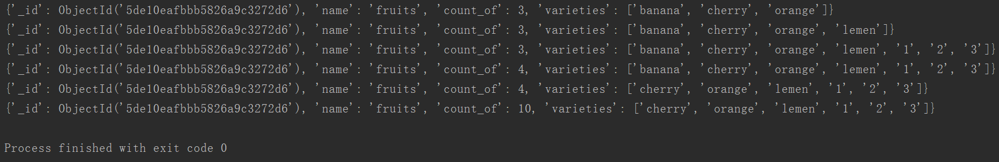 {'_id': ObjectId('5de10eafbbb5826a9c3272d6'), 'name': 'fruits', 'count_of': 3, 'varieties': ['banana', 'cherry', 'orange']}
{'_id': ObjectId('5de10eafbbb5826a9c3272d6'), 'name': 'fruits', 'count_of': 3, 'varieties': ['banana', 'cherry', 'orange', 'lemen']}
{'_id': ObjectId('5de10eafbbb5826a9c3272d6'), 'name': 'fruits', 'count_of': 3, 'varieties': ['banana', 'cherry', 'orange', 'lemen', '1', '2', '3']}
{'_id': ObjectId('5de10eafbbb5826a9c3272d6'), 'name': 'fruits', 'count_of': 4, 'varieties': ['banana', 'cherry', 'orange', 'lemen', '1', '2', '3']}
{'_id': ObjectId('5de10eafbbb5826a9c3272d6'), 'name': 'fruits', 'count_of': 4, 'varieties': ['cherry', 'orange', 'lemen', '1', '2', '3']}
{'_id': ObjectId('5de10eafbbb5826a9c3272d6'), 'name': 'fruits', 'count_of': 10, 'varieties': ['cherry', 'orange', 'lemen', '1', '2', '3']}
Process finished with exit code 0